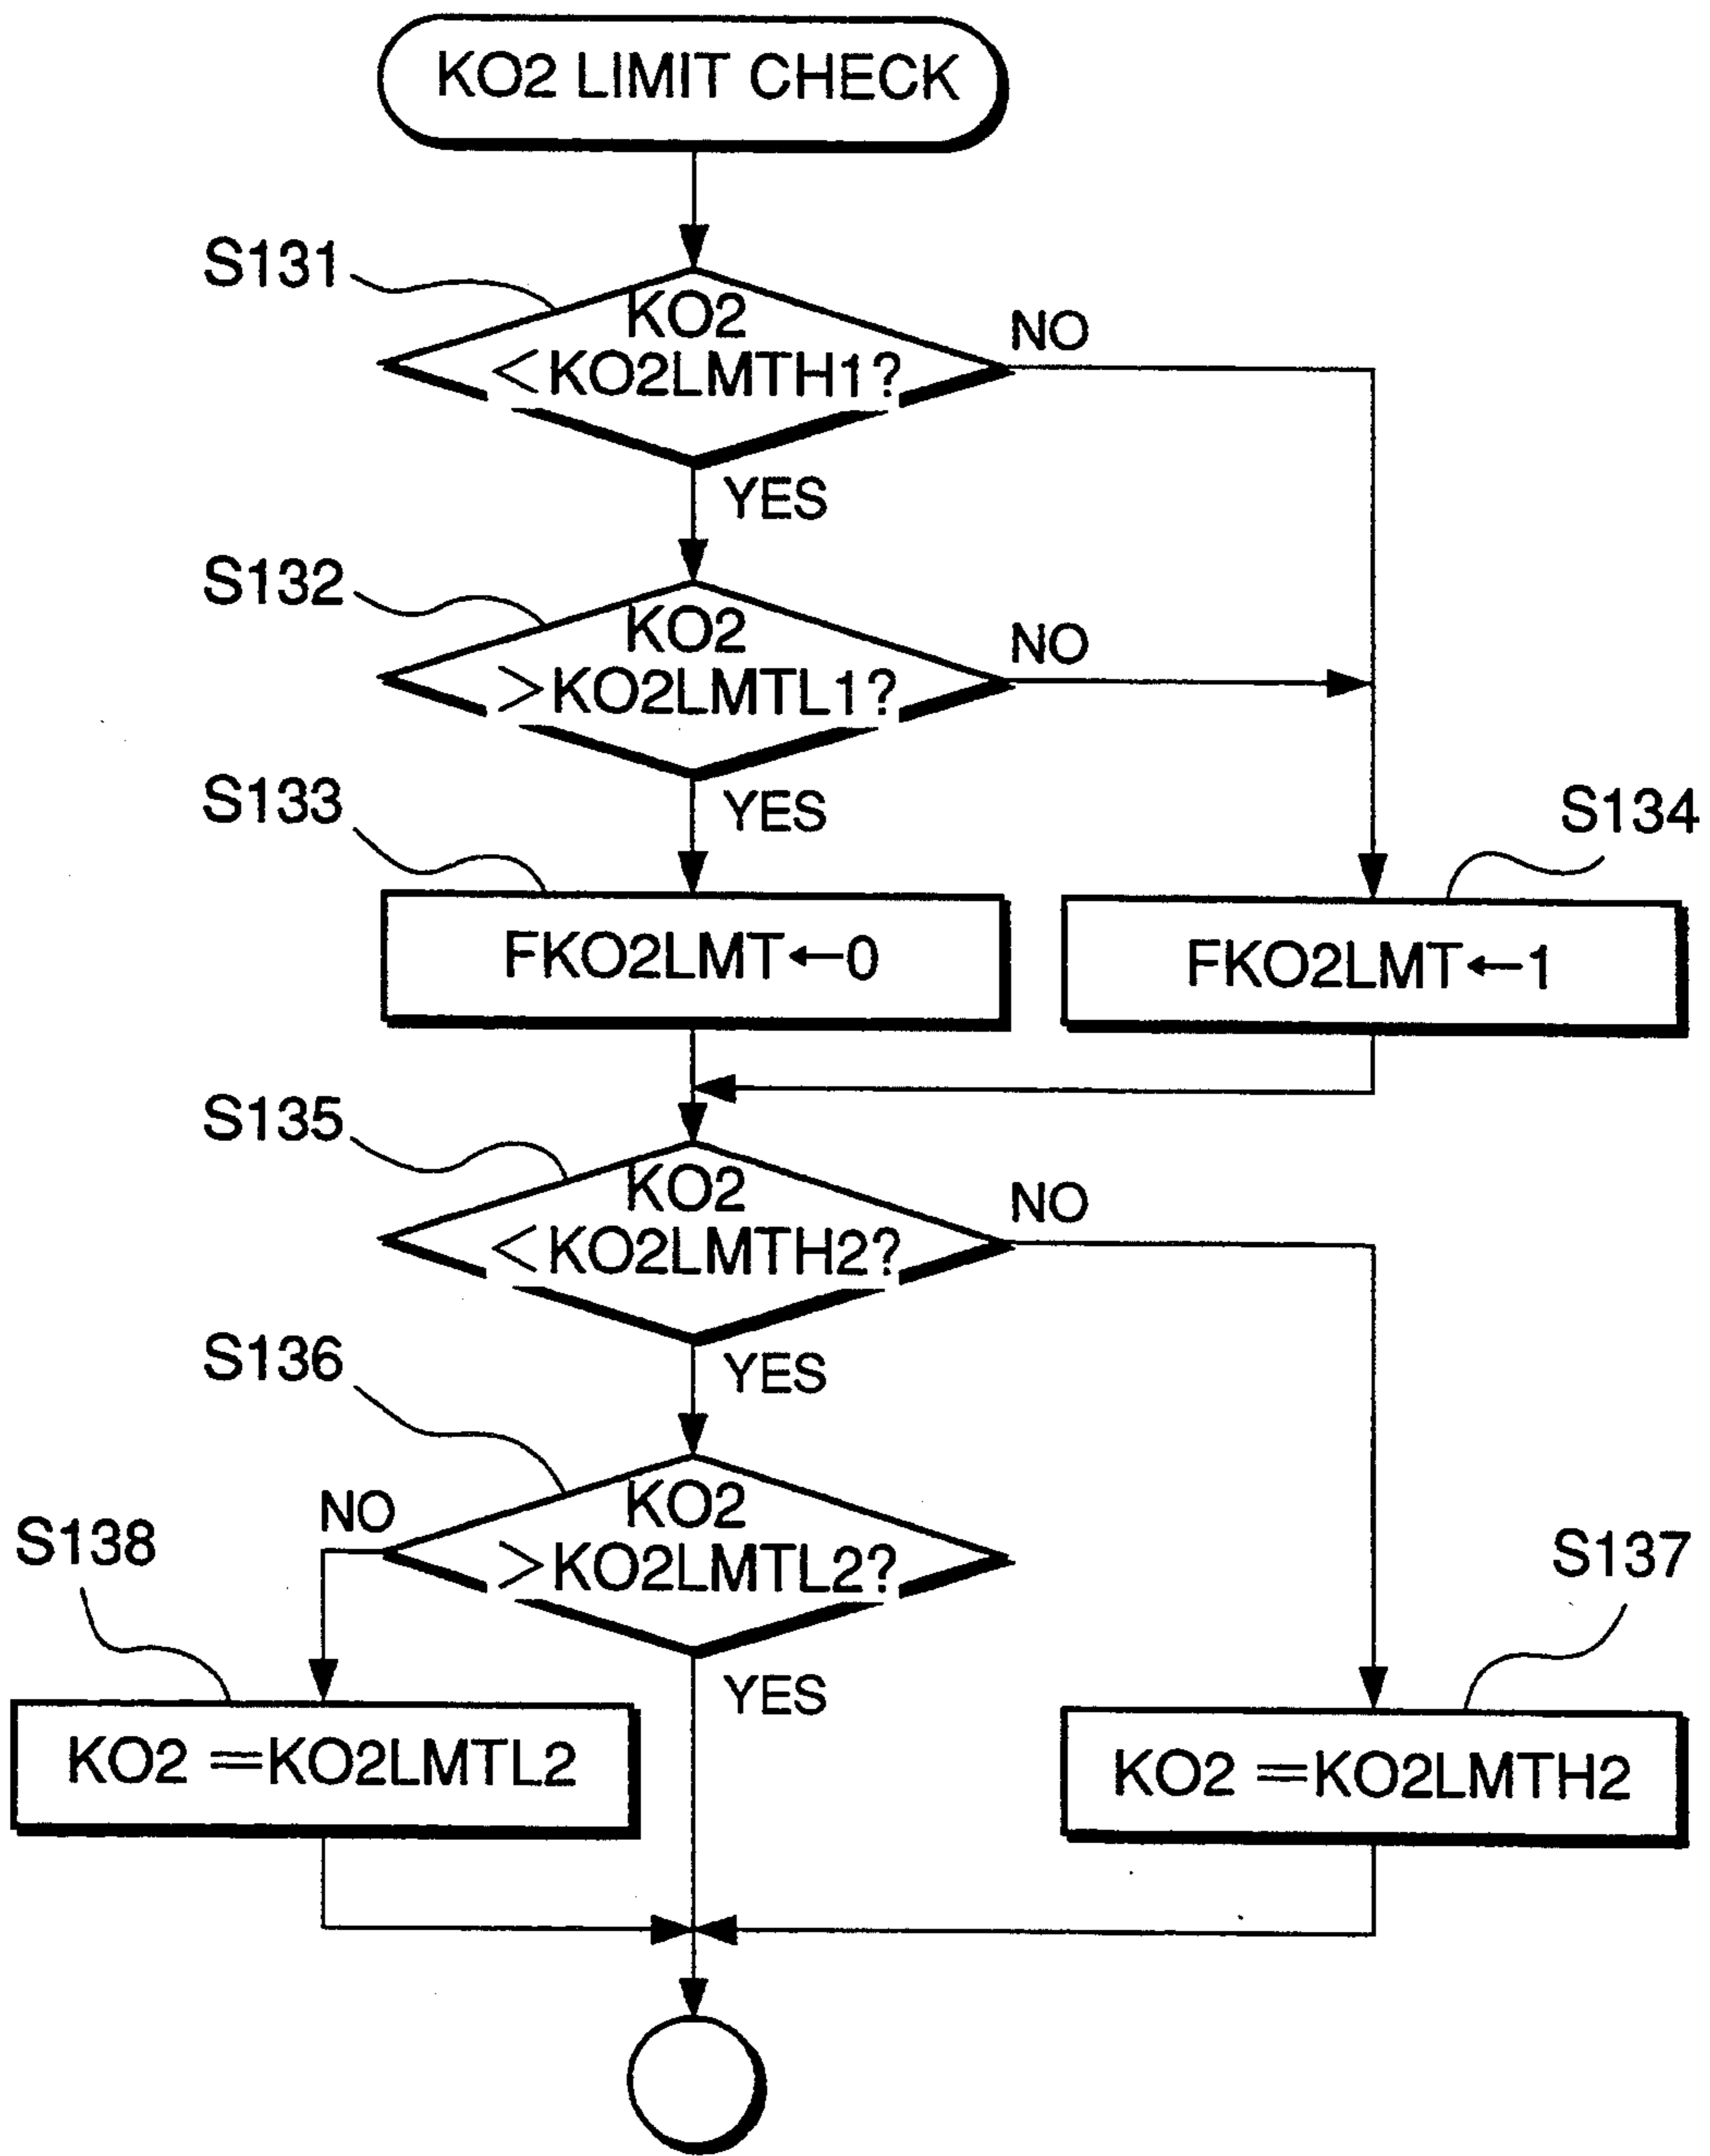 KO2 LIMIT CHECK
S131
KO2
<KO2LMTH1?
NO
YES
S132
KO2
>KO2LMTL1?
NO
YES
S133
S134
FKO2LMT←0
FKO2LMT←1
S135
KO2
<KO2LMTH2?
NO
YES
S136
KO2
>KO2LMTL2?
NO
S138
S137
YES
KO2 =KO2LMTL2
KO2 =KO2LMTH2